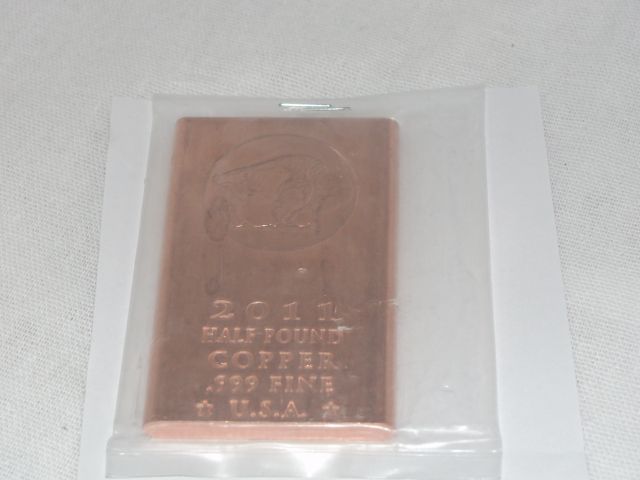 2011
HALF POUND
COPPER
.999 FINE
U.S.A.